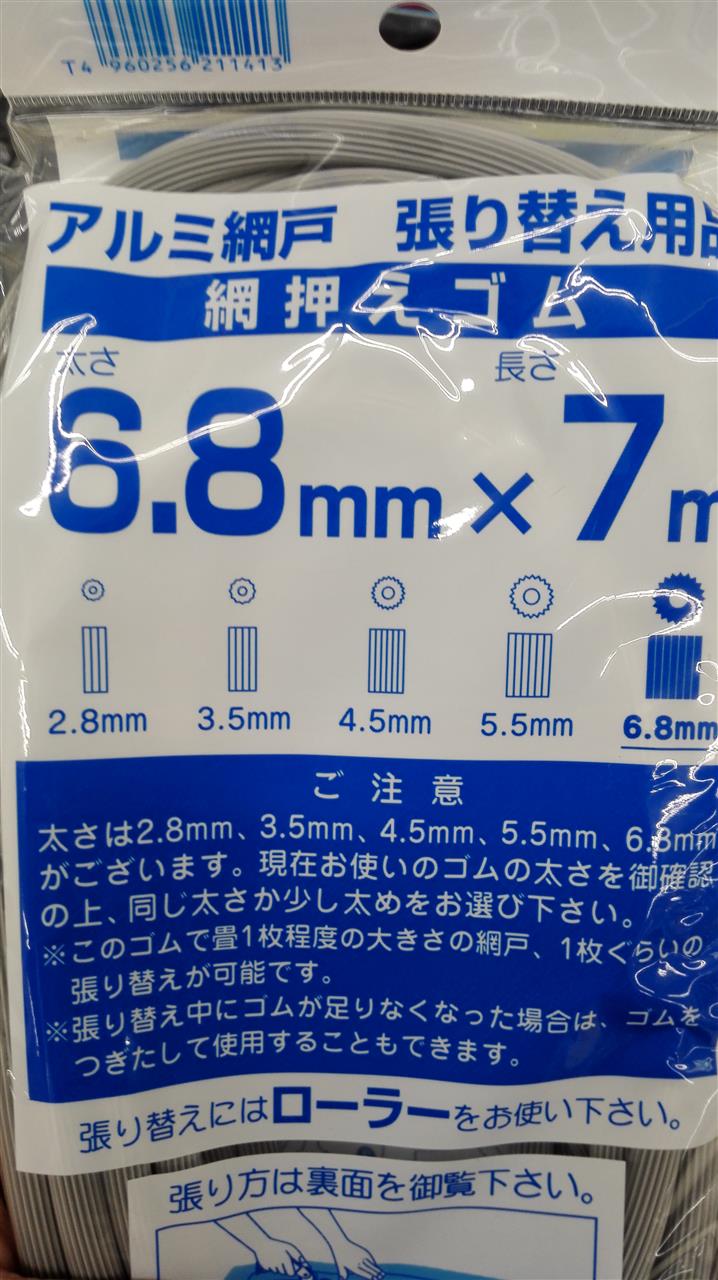 T4 960256 211413
アルミ網戸 張り替え用品
網押えゴム
太さ 長さ
6.8mm×7m
2.8mm 3.5mm 4.5mm 5.5mm 6.8mm
ご注意
太さは2.8mm、3.5mm、4.5mm、5.5mm、6.8mm
がございます。現在お使いのゴムの太さを御確認
の上、同じ太さか少し太めをお選び下さい。
※このゴムで畳1枚程度の大きさの網戸、1枚ぐらいの
張り替えが可能です。
※張り替え中にゴムが足りなくなった場合は、ゴムを
つぎたして使用することもできます。
張り替えにはローラーをお使い下さい。
張り方は裏面を御覧下さい。